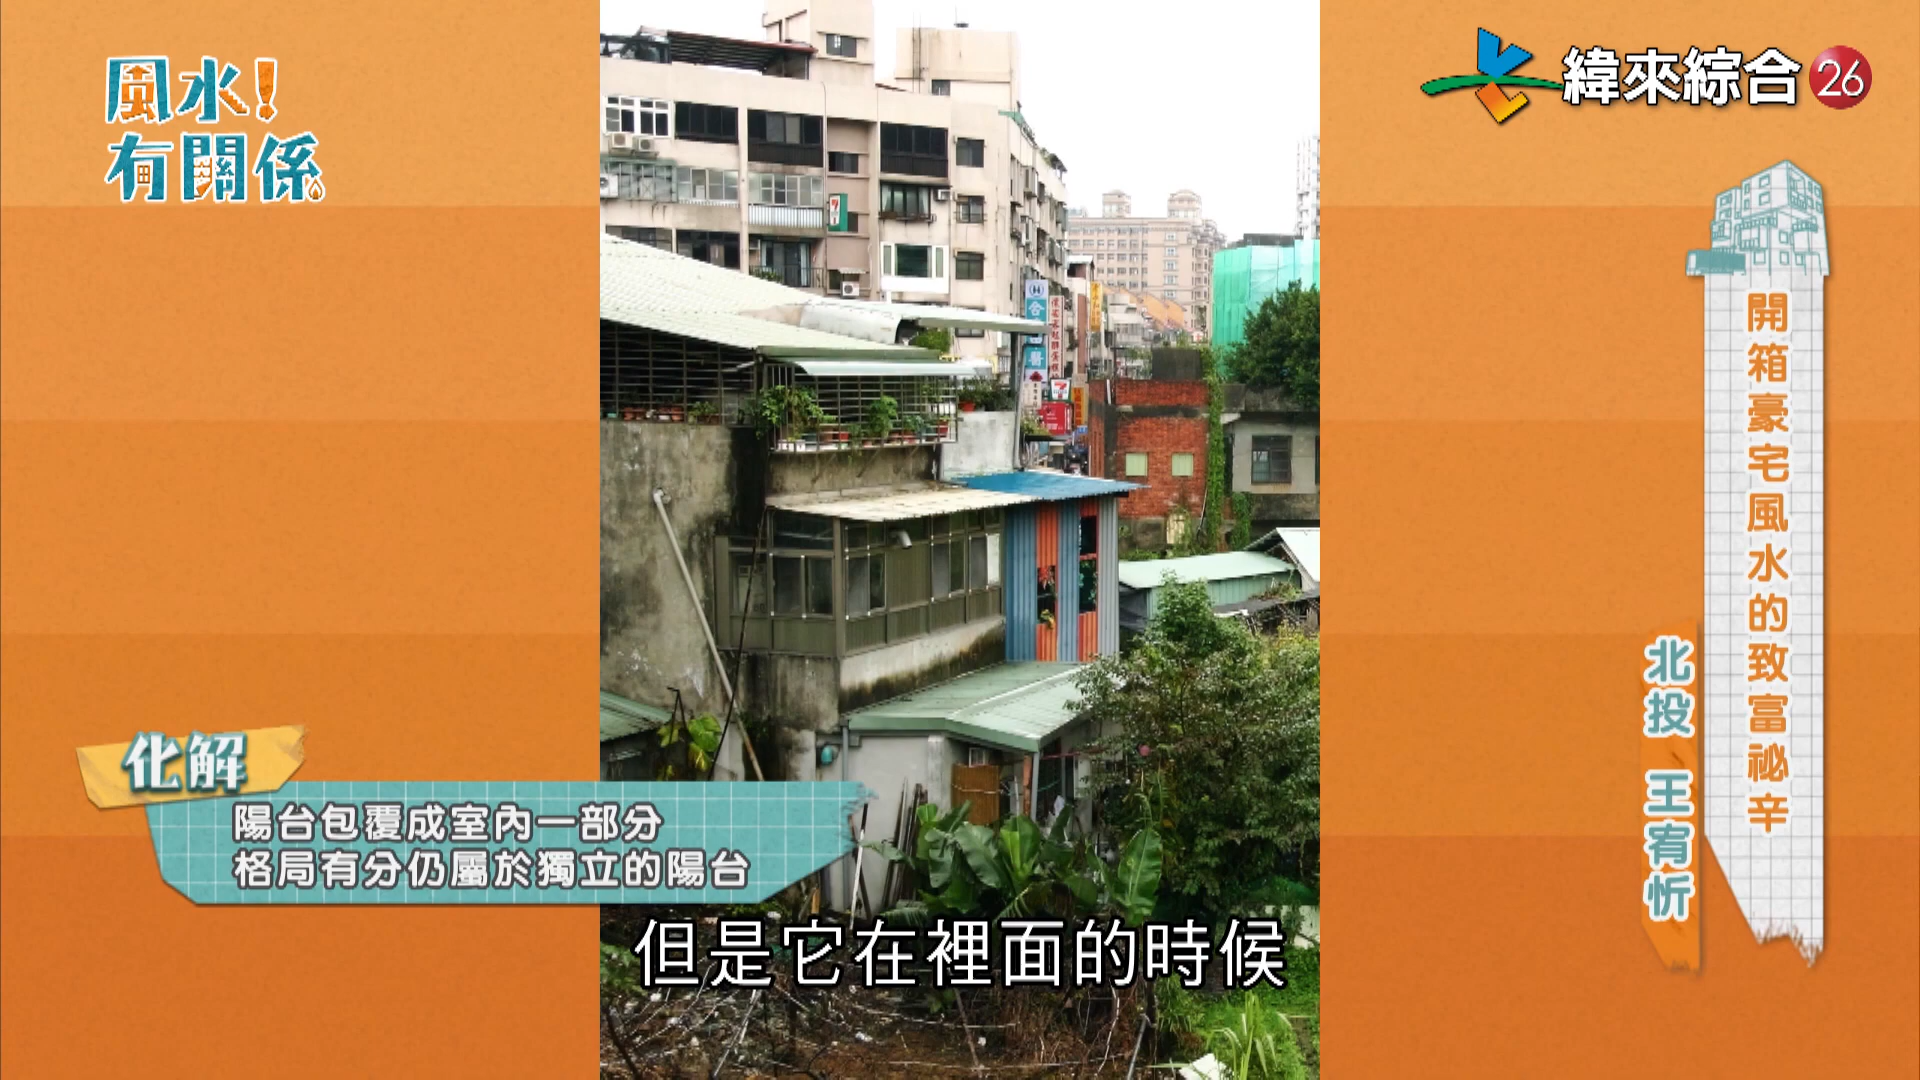 風水!
有關係
緯來綜合 26
開箱豪宅風水的致富祕辛
北投 王宥忻
化解
陽台包覆成室內一部分
格局有分仍屬於獨立的陽台
但是它在裡面的時候